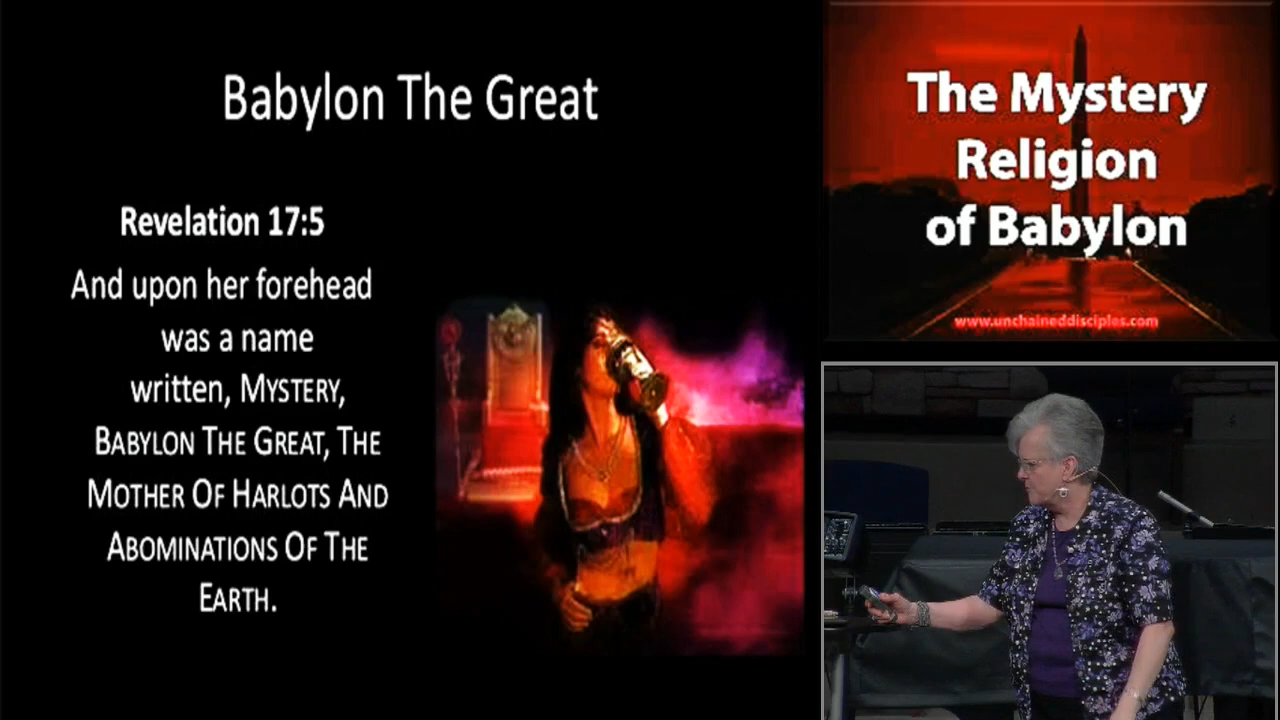 Babylon The Great
Revelation 17:5
And upon her forehead
was a name
written, MYSTERY,
BABYLON THE GREAT, THE
MOTHER OF HARLOTS AND
ABOMINATIONS OF THE
EARTH.
The Mystery
Religion
of Babylon
www.unchaineddisciples.com